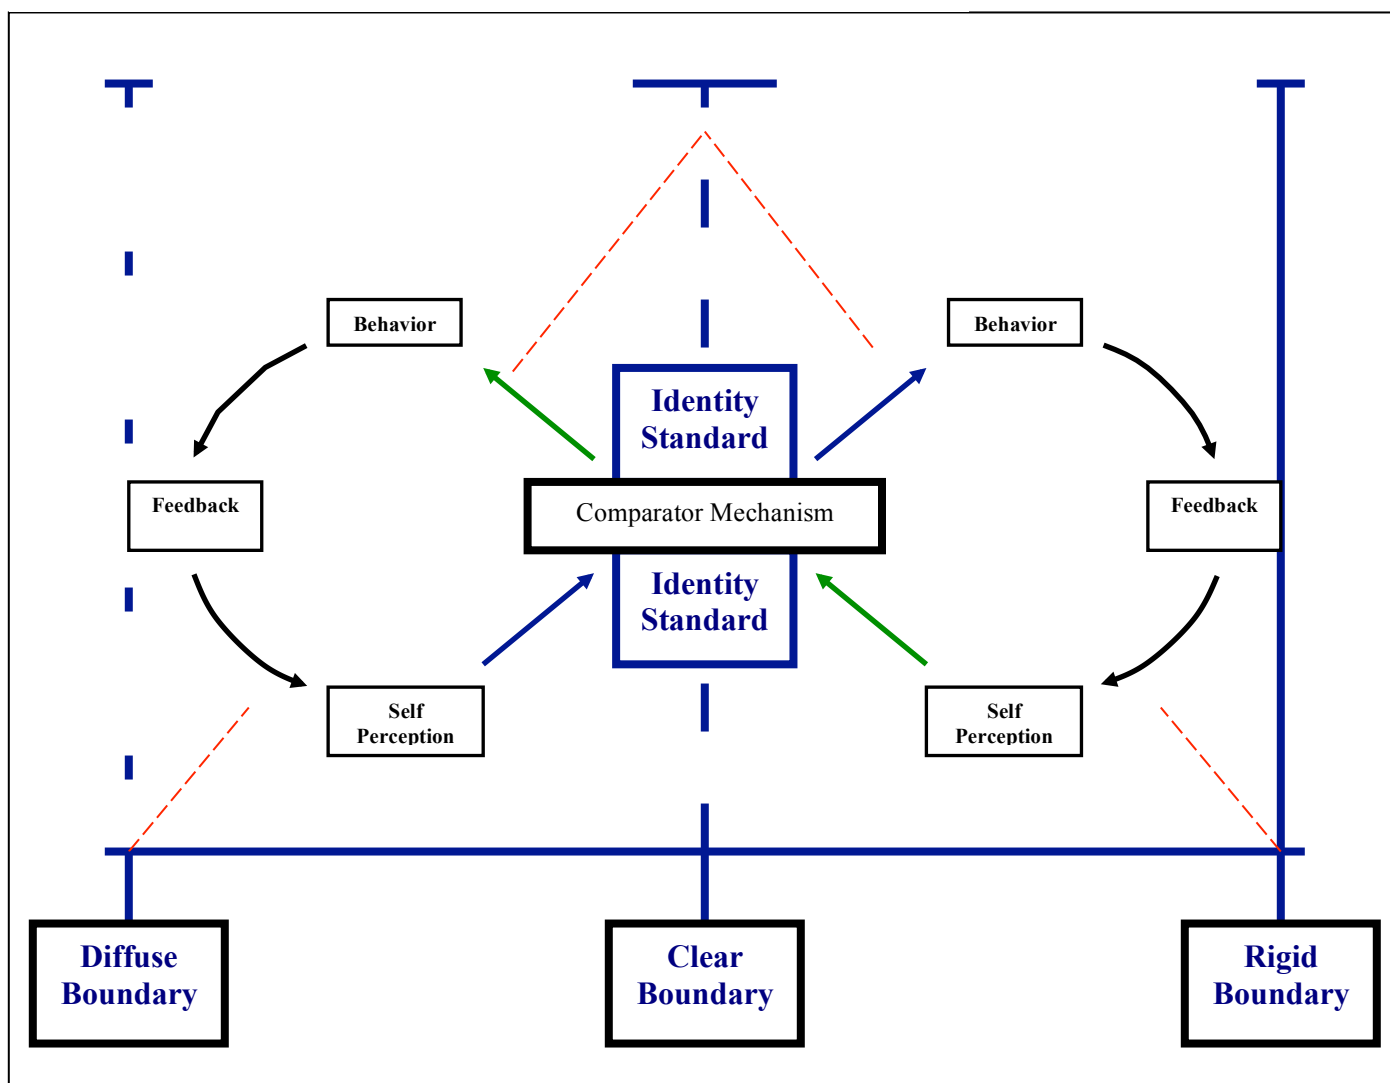 Behavior
Behavior
Identity
Standard
Feedback
Comparator Mechanism
Feedback
Identity
Standard
Self
Perception
Self
Perception
Diffuse
Boundary
Clear
Boundary
Rigid
Boundary